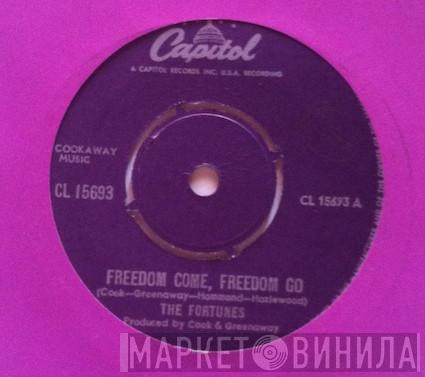 Capitol
A CAPITOL RECORDS INC. U.S.A. RECORDING
COOKAWAY
MUSIC
CL 15693
CL 15693 A
FREEDOM COME, FREEDOM GO
(Cook—Greenaway—Hammond—Hazlewood)
THE FORTUNES
Produced by Cook & Greenaway
МАРКЕТ ВИНИЛА